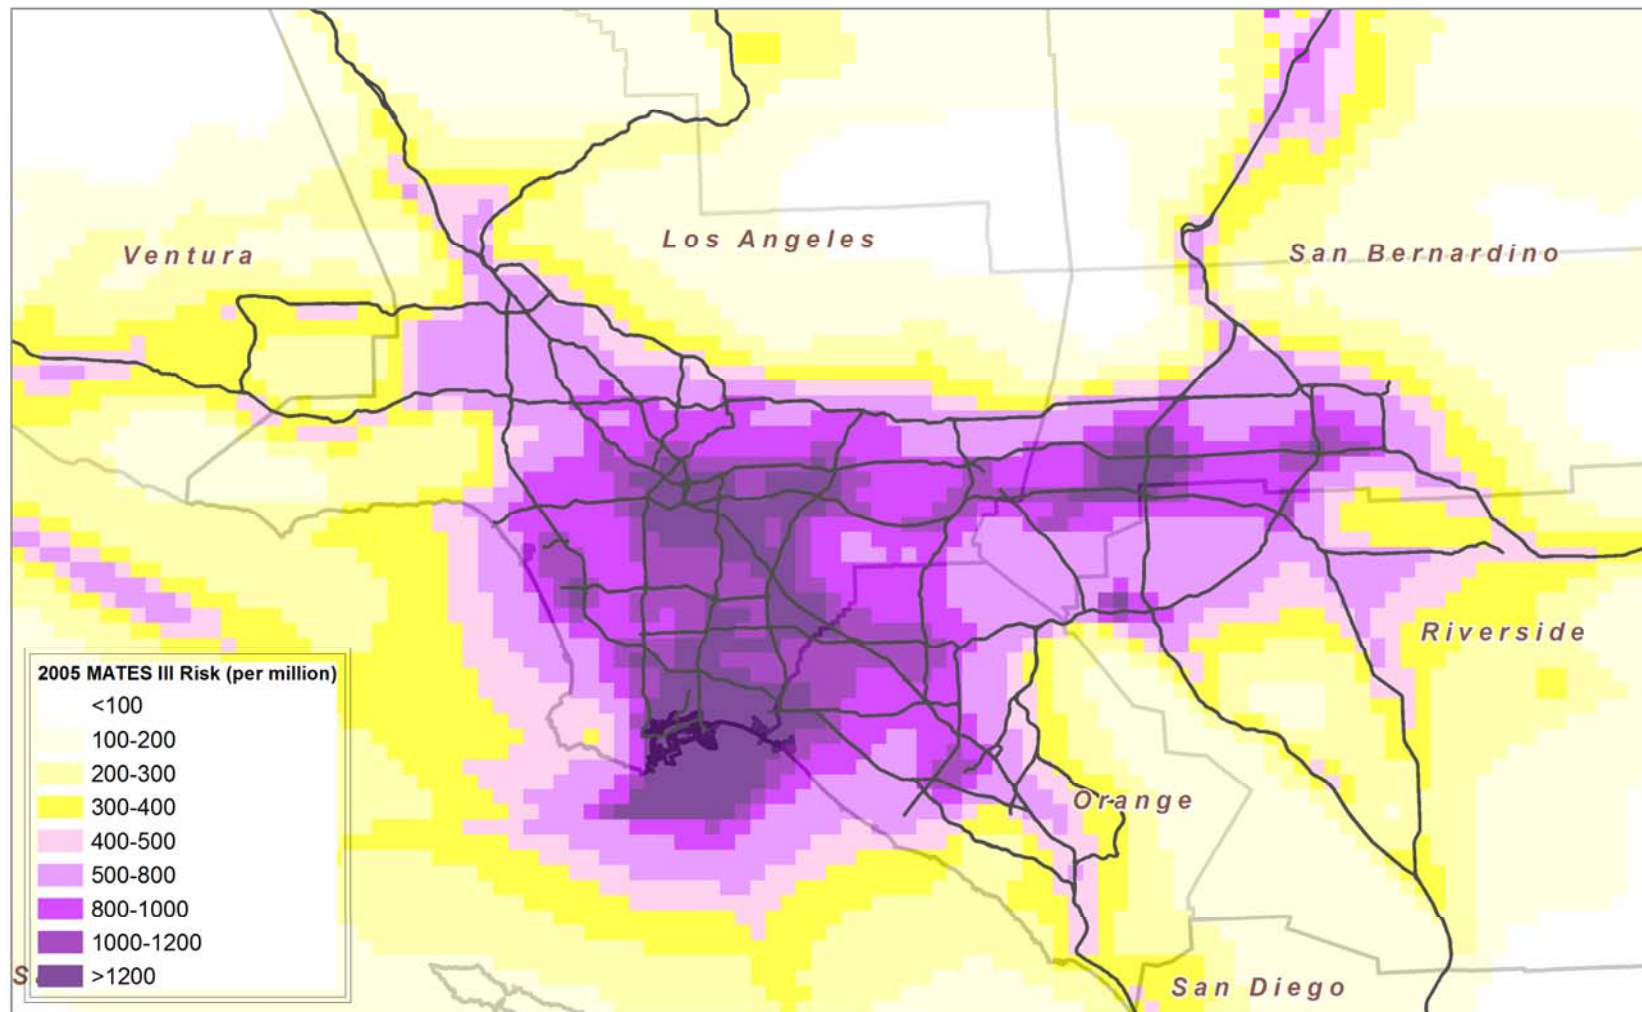 Ventura
Los Angeles
San Bernardino
Riverside
Orange
San Diego
2005 MATES III Risk (per million)
<100
100-200
200-300
300-400
400-500
500-800
800-1000
1000-1200
>1200